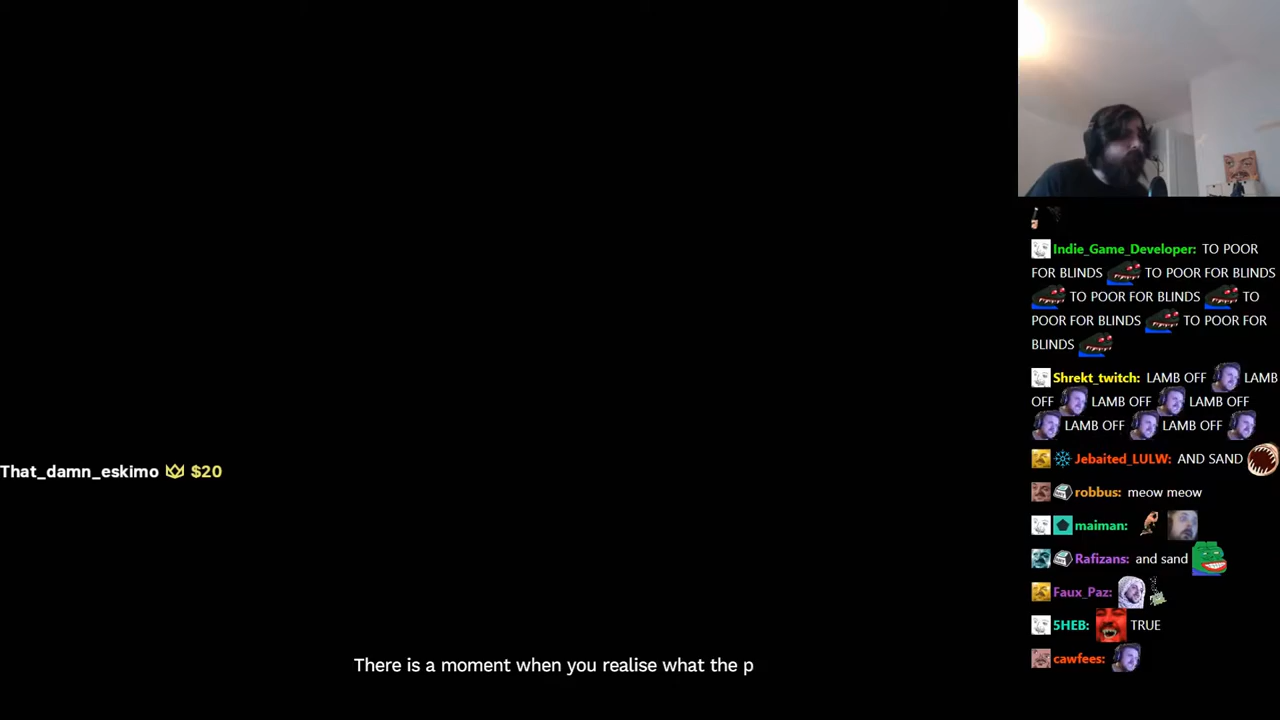 Indie_Game_Developer: TO POOR
FOR BLINDS TO POOR FOR BLINDS
TO POOR FOR BLINDS TO
POOR FOR BLINDS TO POOR FOR
BLINDS
Shrekt_twitch: LAMB OFF LAMB
OFF LAMB OFF LAMB OFF
LAMB OFF LAMB OFF
Jebaited_LULW: AND SAND
That_damn_eskimo $20
robbus: meow meow
maiman:
Rafizans: and sand
Faux_Paz:
5HEB: TRUE
cawfees:
There is a moment when you realise what the p